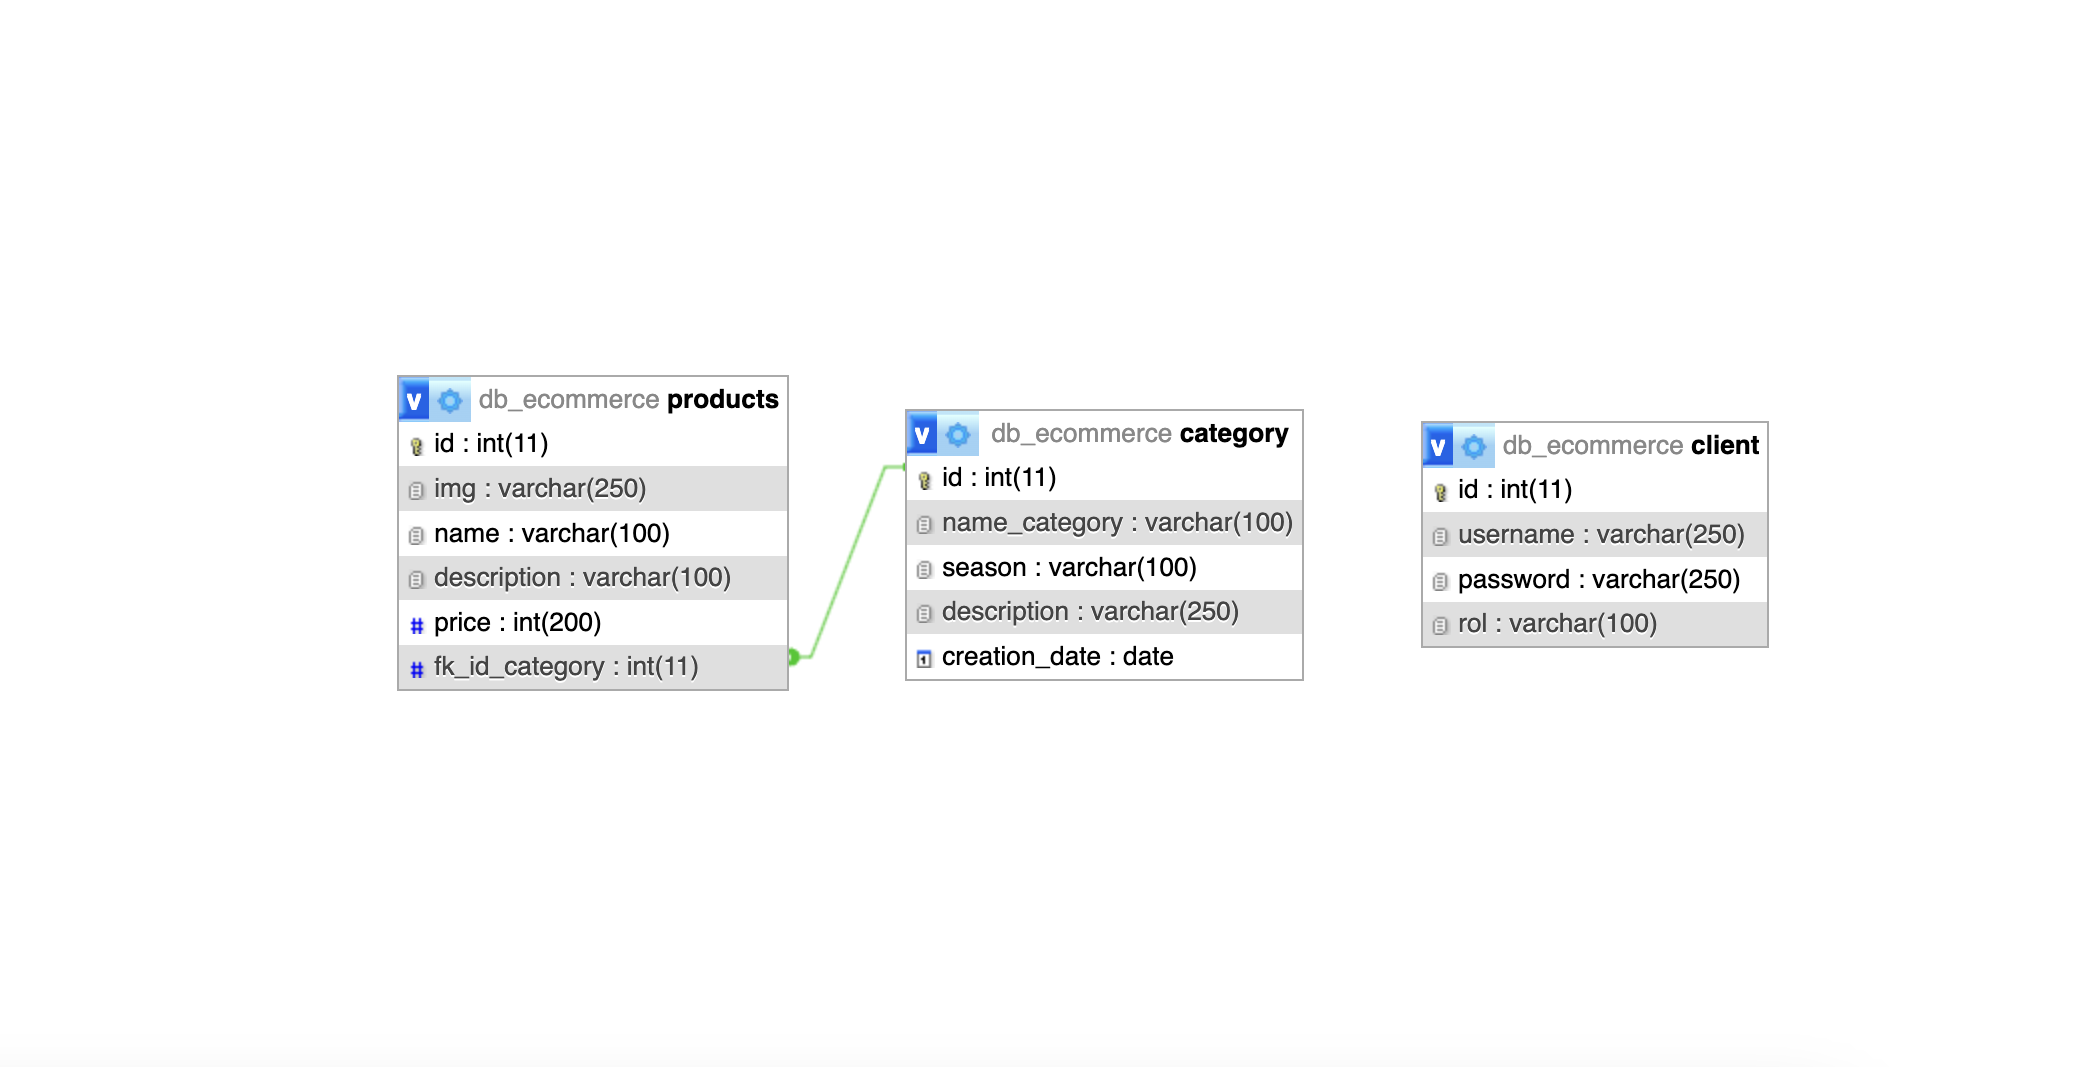 v db_ecommerce products
id : int(11)
img : varchar(250)
name : varchar(100)
description : varchar(100)
# price : int(200)
# fk_id_category : int(11)
v db_ecommerce category
id : int(11)
name_category : varchar(100)
season : varchar(100)
description : varchar(250)
1 creation_date : date
v db_ecommerce client
id : int(11)
username : varchar(250)
password : varchar(250)
rol : varchar(100)